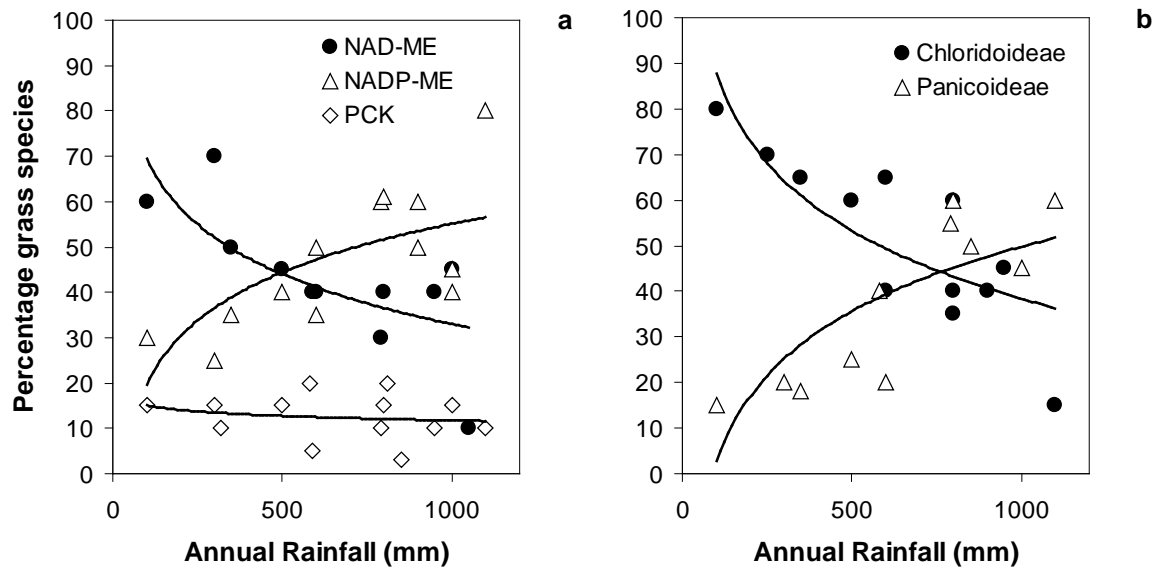 a
NAD-ME
NADP-ME
PCK
Percentage grass species
100
90
80
70
60
50
40
30
20
10
0
0 500 1000
Annual Rainfall (mm)
b
Chloridoideae
Panicoideae
100
90
80
70
60
50
40
30
20
10
0
0 500 1000
Annual Rainfall (mm)